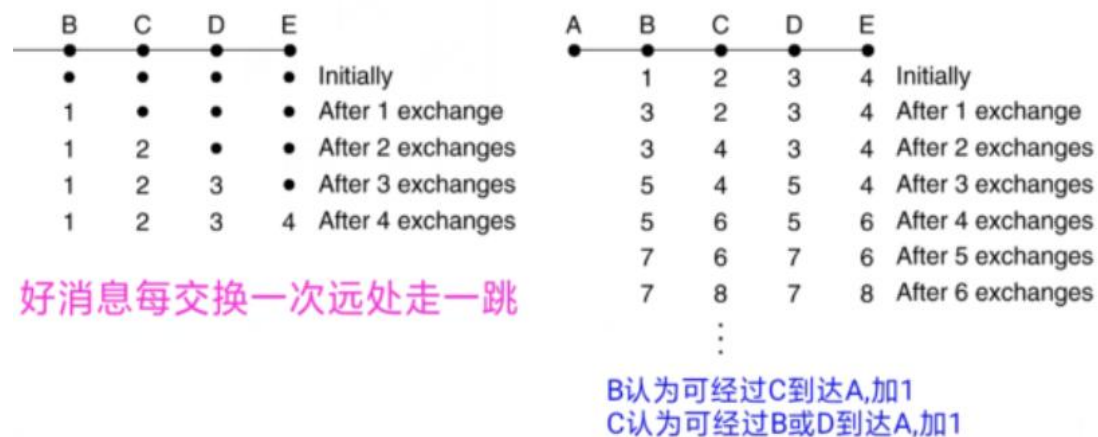 B C D E
• • • • Initially
1 • • • After 1 exchange
1 2 • • After 2 exchanges
1 2 3 • After 3 exchanges
1 2 3 4 After 4 exchanges
好消息每交换一次远处走一跳
A B C D E
1 2 3 4 Initially
3 2 3 4 After 1 exchange
3 4 3 4 After 2 exchanges
5 4 5 4 After 3 exchanges
5 6 5 6 After 4 exchanges
7 6 7 6 After 5 exchanges
7 8 7 8 After 6 exchanges
⋮
B认为可经过C到达A,加1
C认为可经过B或D到达A,加1